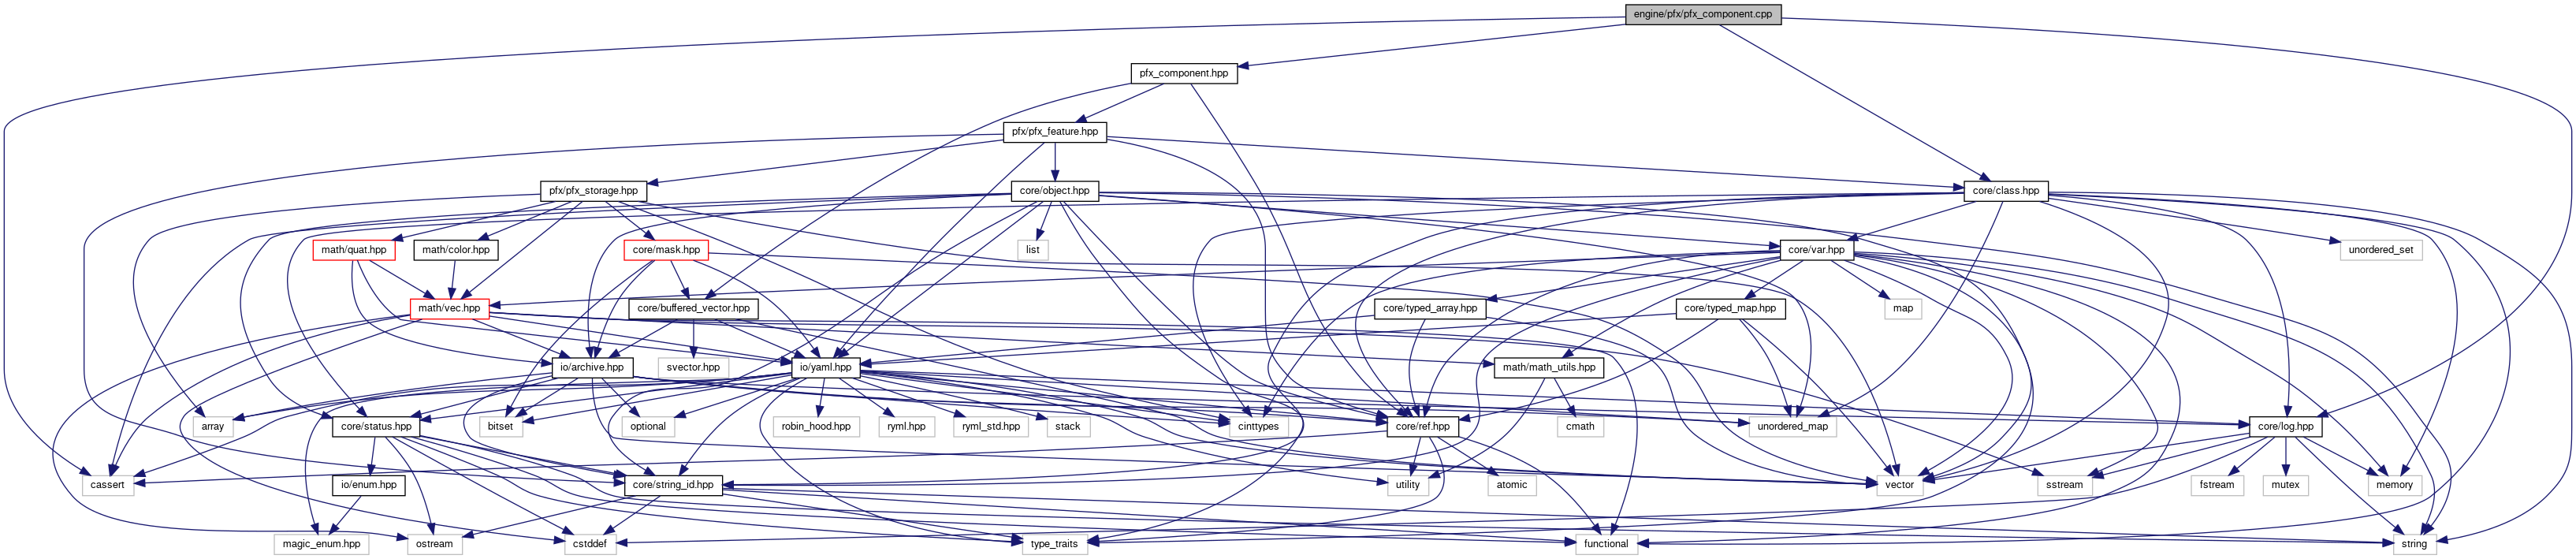 engine/pfx/pfx_component.cpp
pfx_component.hpp
pfx/pfx_feature.hpp
pfx/pfx_storage.hpp
core/object.hpp
core/class.hpp
math/quat.hpp
math/color.hpp
core/mask.hpp
list
core/var.hpp
unordered_set
math/vec.hpp
core/buffered_vector.hpp
core/typed_array.hpp
core/typed_map.hpp
map
io/archive.hpp
svector.hpp
io/yaml.hpp
math/math_utils.hpp
array
core/status.hpp
bitset
optional
robin_hood.hpp
ryml.hpp
ryml_std.hpp
stack
cinttypes
core/ref.hpp
cmath
unordered_map
core/log.hpp
cassert
io/enum.hpp
core/string_id.hpp
utility
atomic
vector
sstream
fstream
mutex
memory
magic_enum.hpp
ostream
cstddef
type_traits
functional
string